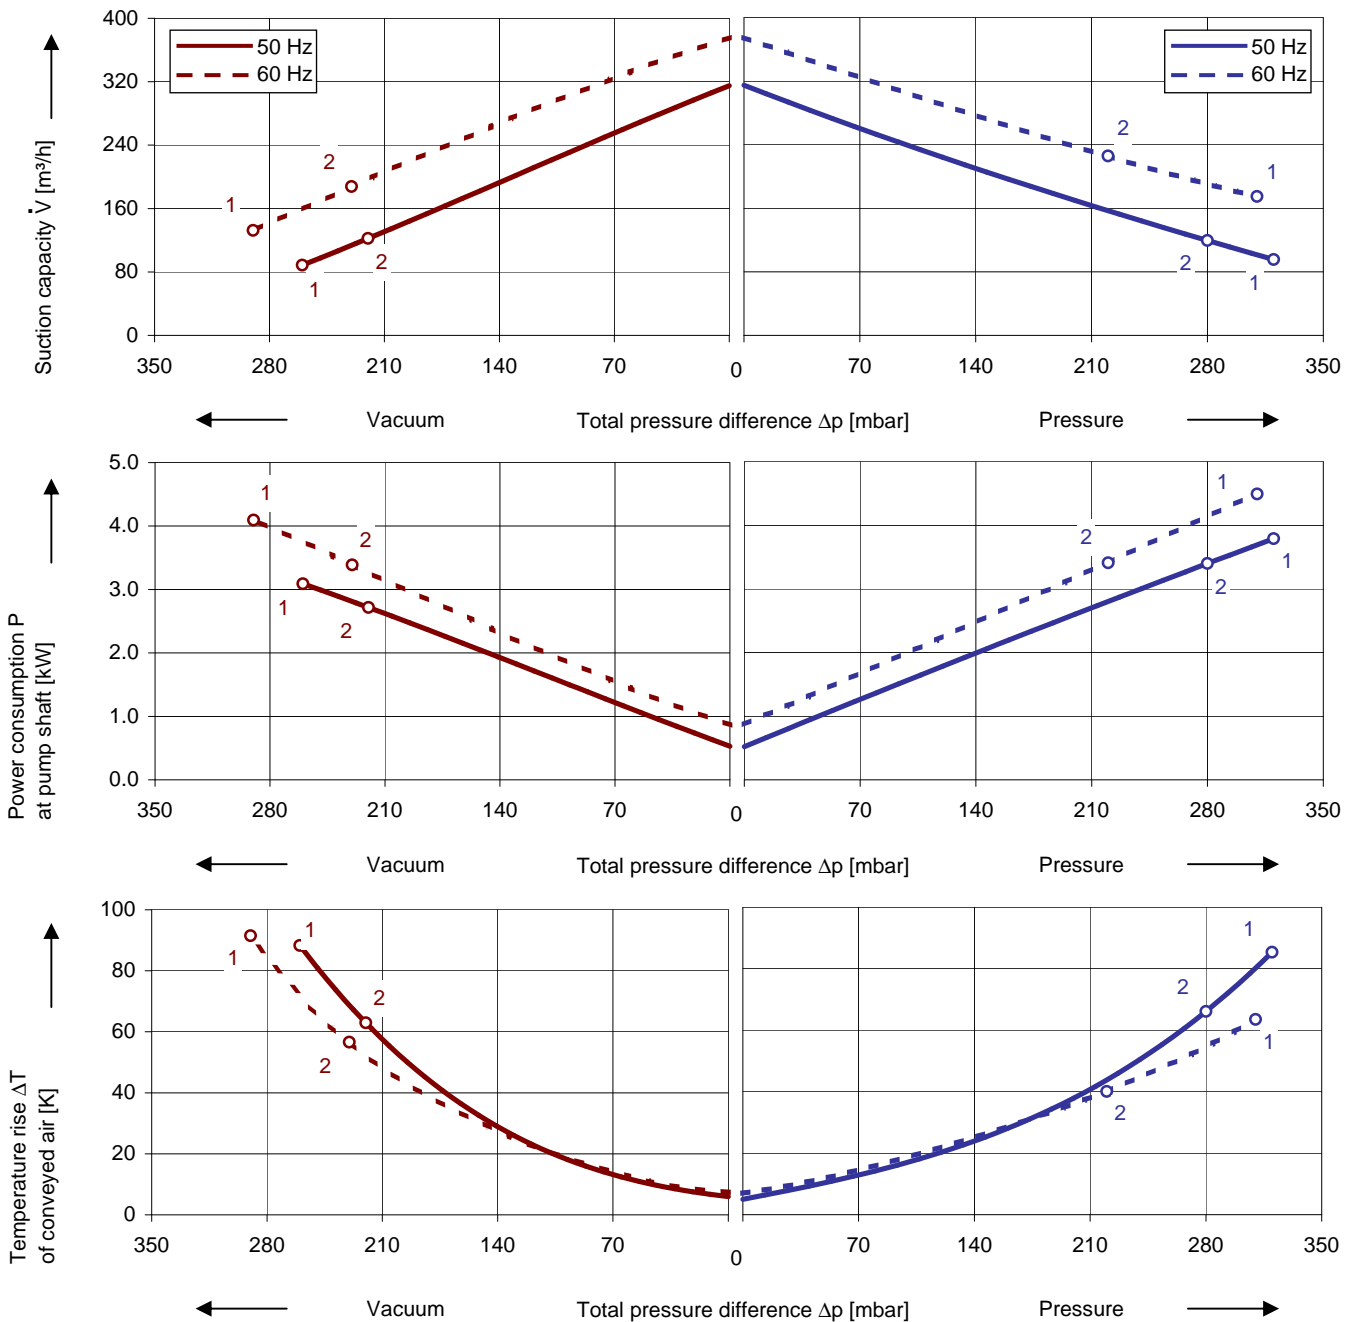 400
320
240
160
80
0
50 Hz
60 Hz
50 Hz
60 Hz
Suction capacity V̇ [m³/h]
1
2
2
1
2
1
2
1
350 280 210 140 70 0 70 140 210 280 350
Vacuum Total pressure difference Δp [mbar] Pressure
5.0
4.0
3.0
2.0
1.0
0.0
Power consumption P
at pump shaft [kW]
1
2
1
2
1
2
1
2
350 280 210 140 70 0 70 140 210 280 350
Vacuum Total pressure difference Δp [mbar] Pressure
100
80
60
40
20
0
Temperature rise ΔT
of conveyed air [K]
1
1
2
2
1
2
1
2
350 280 210 140 70 0 70 140 210 280 350
Vacuum Total pressure difference Δp [mbar] Pressure